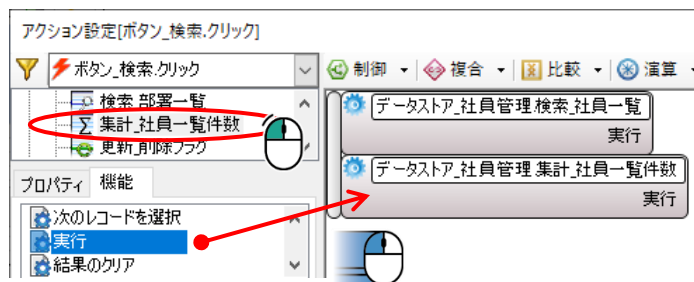 アクション設定[ボタン_検索.クリック]
ボタン_検索.クリック
制御 複合 比較 演算
検索_部署一覧
集計_社員一覧件数
更新_削除フラグ
プロパティ 機能
次のレコードを選択
実行
結果のクリア
データストア_社員管理.検索_社員一覧
実行
データストア_社員管理.集計_社員一覧件数
実行